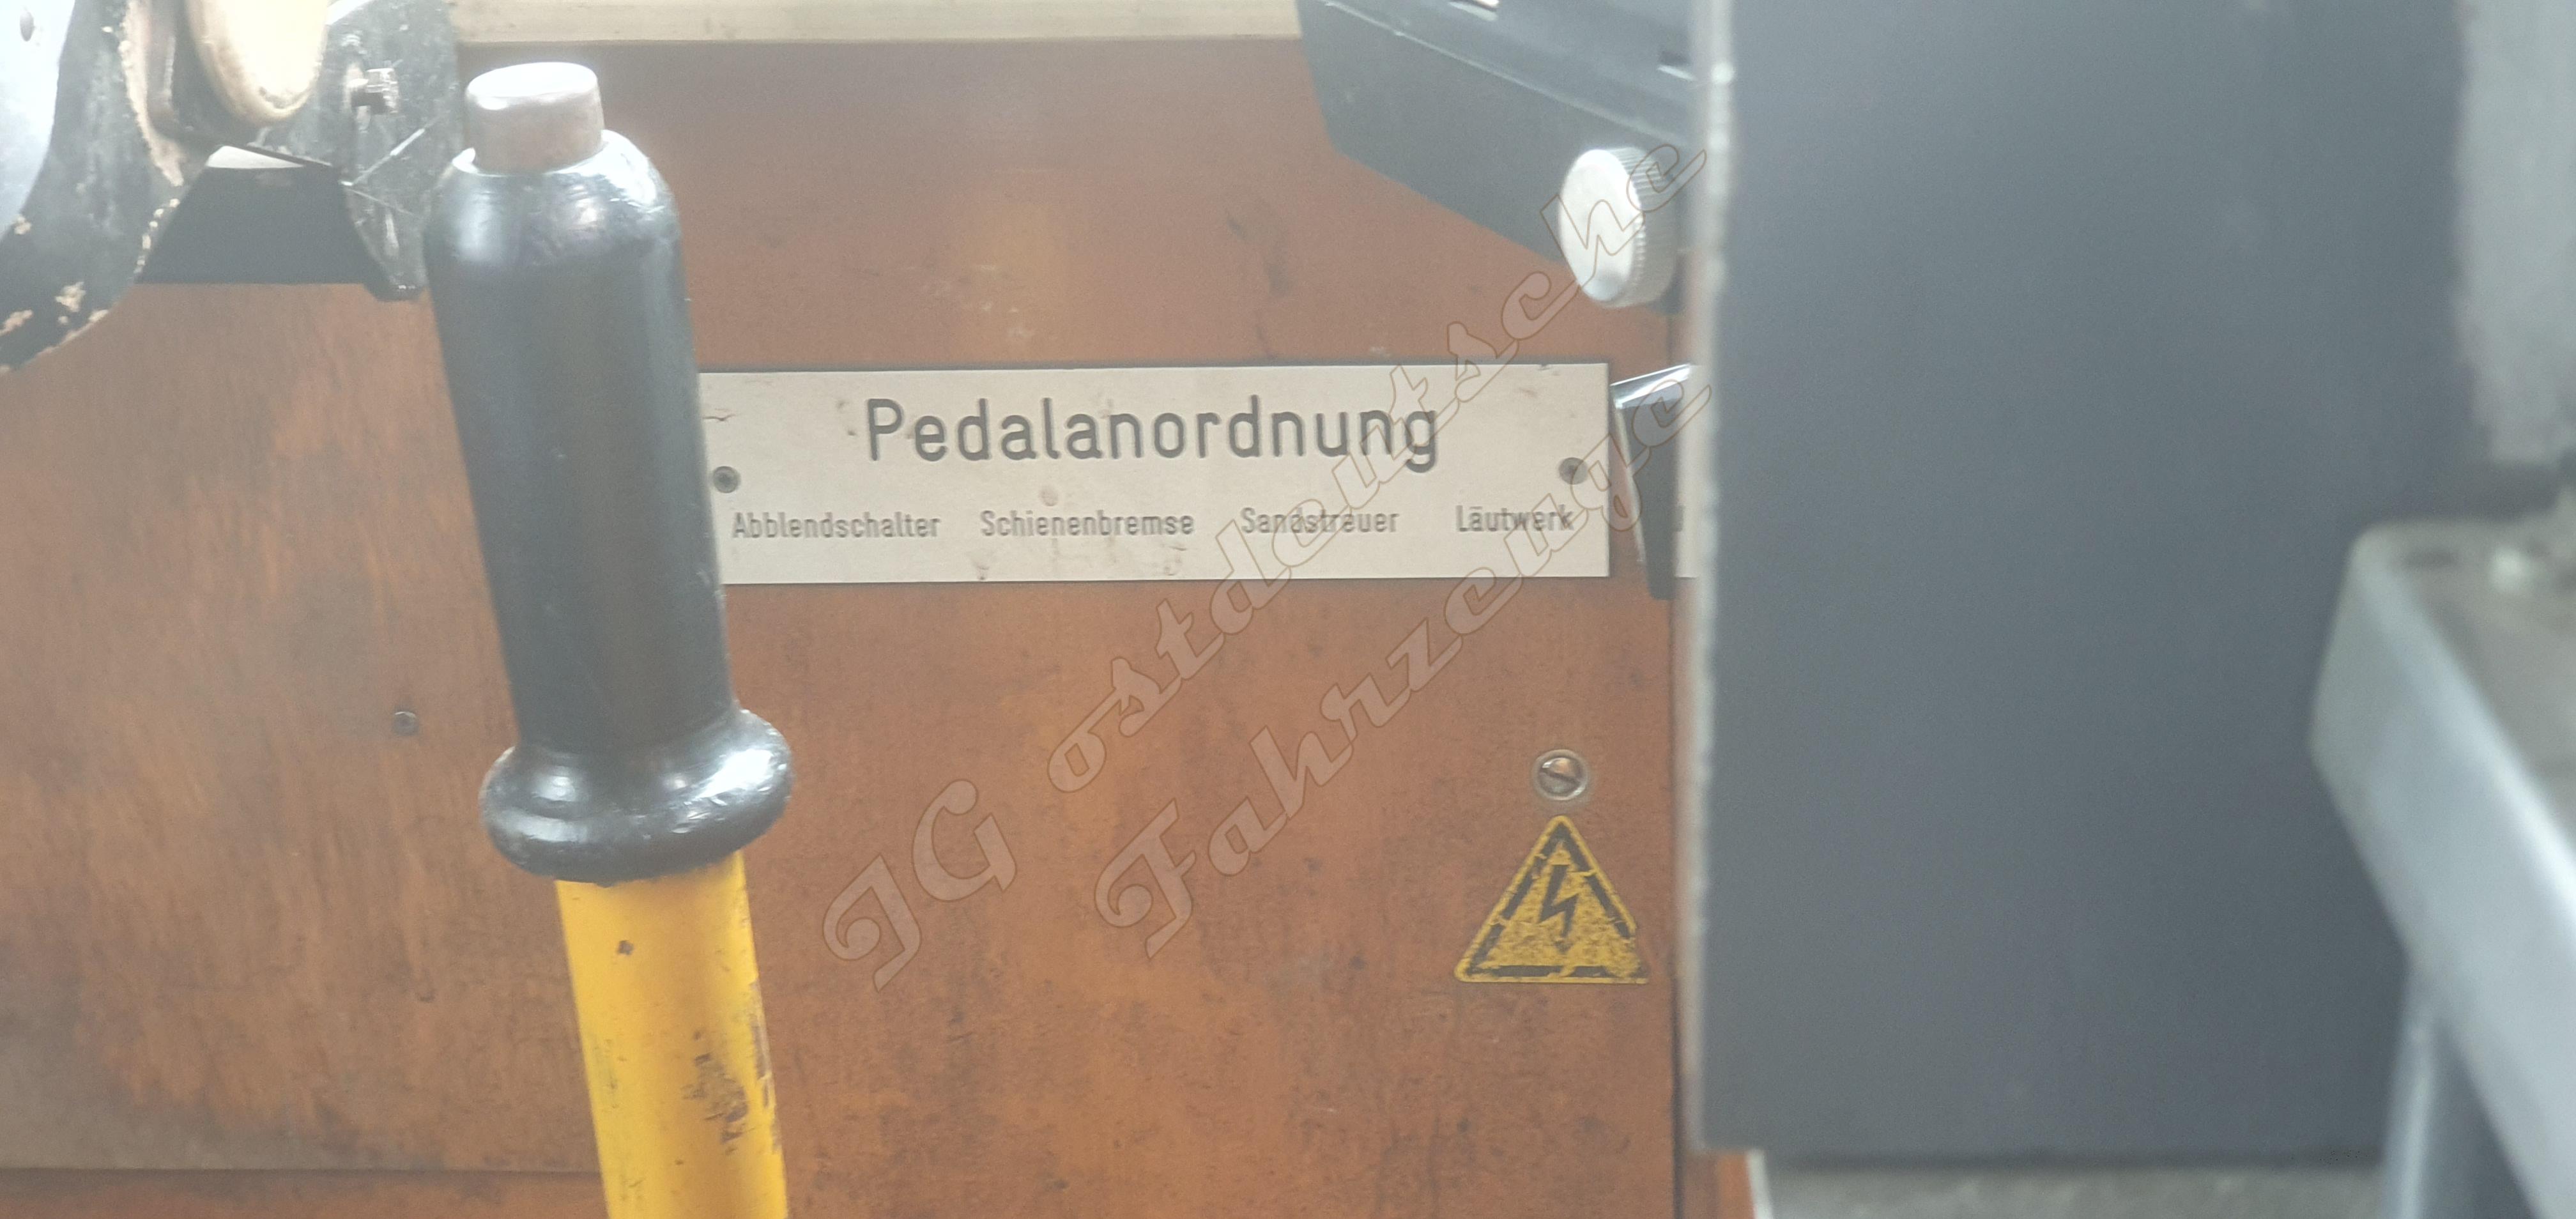 Pedalanordnung
Abblendschalter Schienenbremse Sandstreuer Läutwerk
IG ostdeutsche
Fahrzeuge